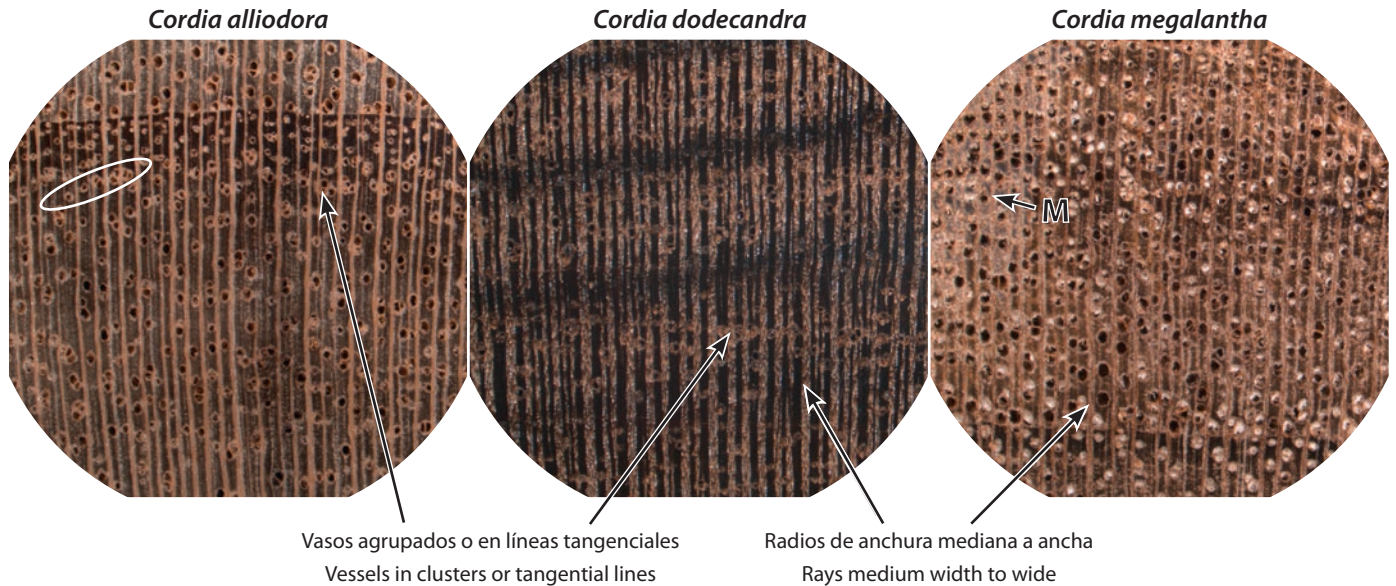 Cordia alliodora
Cordia dodecandra
Cordia megalantha
M
Vasos agrupados o en líneas tangenciales
Vessels in clusters or tangential lines
Radios de anchura mediana a ancha
Rays medium width to wide